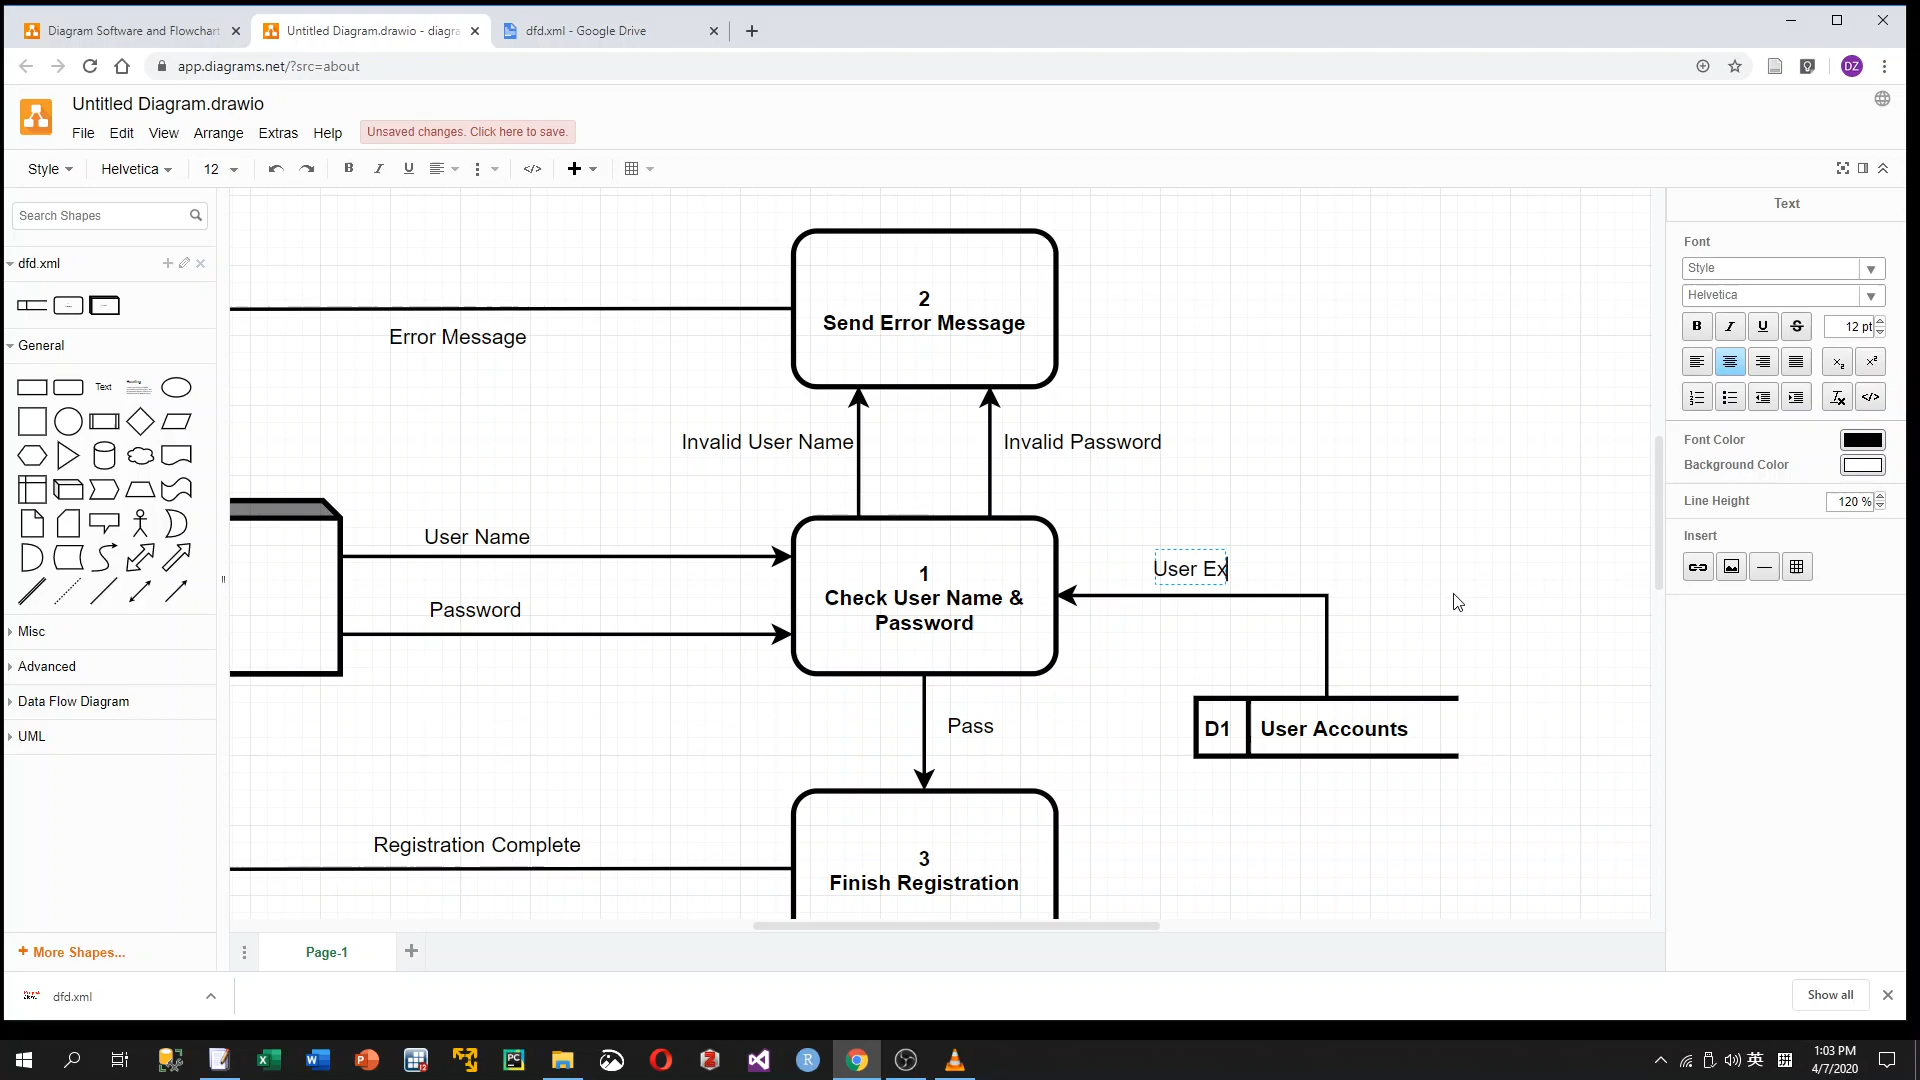 Diagram Software and Flowchart
Untitled Diagram.drawio - diagra
dfd.xml - Google Drive
app.diagrams.net/?src=about
DZ
Untitled Diagram.drawio
File Edit View Arrange Extras Help
Unsaved changes. Click here to save.
Style Helvetica 12 B I U </>
Search Shapes
dfd.xml
General
Text
Misc
Advanced
Data Flow Diagram
UML
+ More Shapes...
2
Send Error Message
Error Message
Invalid User Name
Invalid Password
User Name
Password
1
Check User Name &
Password
User Ex
D1
User Accounts
Pass
Registration Complete
3
Finish Registration
Text
Font
Style
Helvetica
B I U S 12 pt
Font Color
Background Color
Line Height 120 %
Insert
Page-1
dfd.xml
Show all
英
1:03 PM
4/7/2020